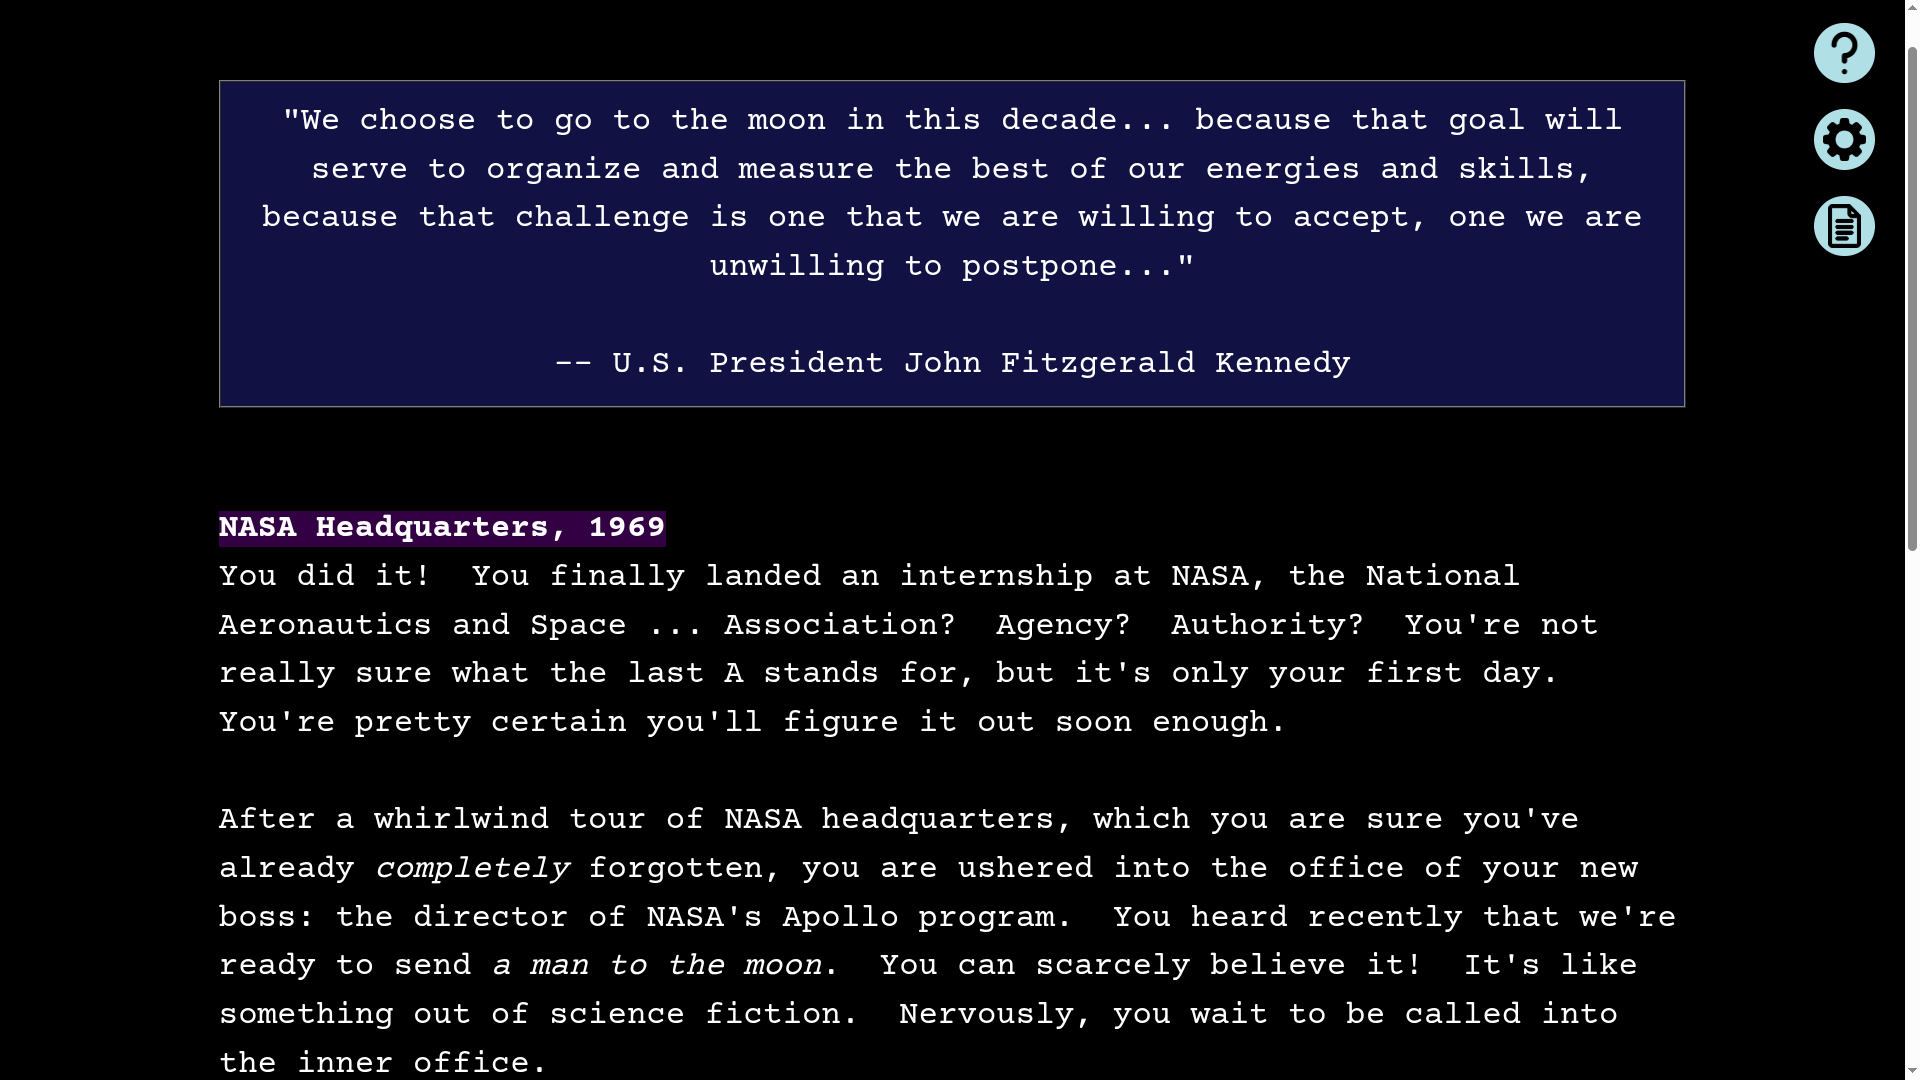 "We choose to go to the moon in this decade... because that goal will
serve to organize and measure the best of our energies and skills,
because that challenge is one that we are willing to accept, one we are
unwilling to postpone..."
-- U.S. President John Fitzgerald Kennedy
NASA Headquarters, 1969
You did it!  You finally landed an internship at NASA, the National
Aeronautics and Space ... Association?  Agency?  Authority?  You're not
really sure what the last A stands for, but it's only your first day.
You're pretty certain you'll figure it out soon enough.
After a whirlwind tour of NASA headquarters, which you are sure you've
already completely forgotten, you are ushered into the office of your new
boss: the director of NASA's Apollo program.  You heard recently that we're
ready to send a man to the moon.  You can scarcely believe it!  It's like
something out of science fiction.  Nervously, you wait to be called into
the inner office.